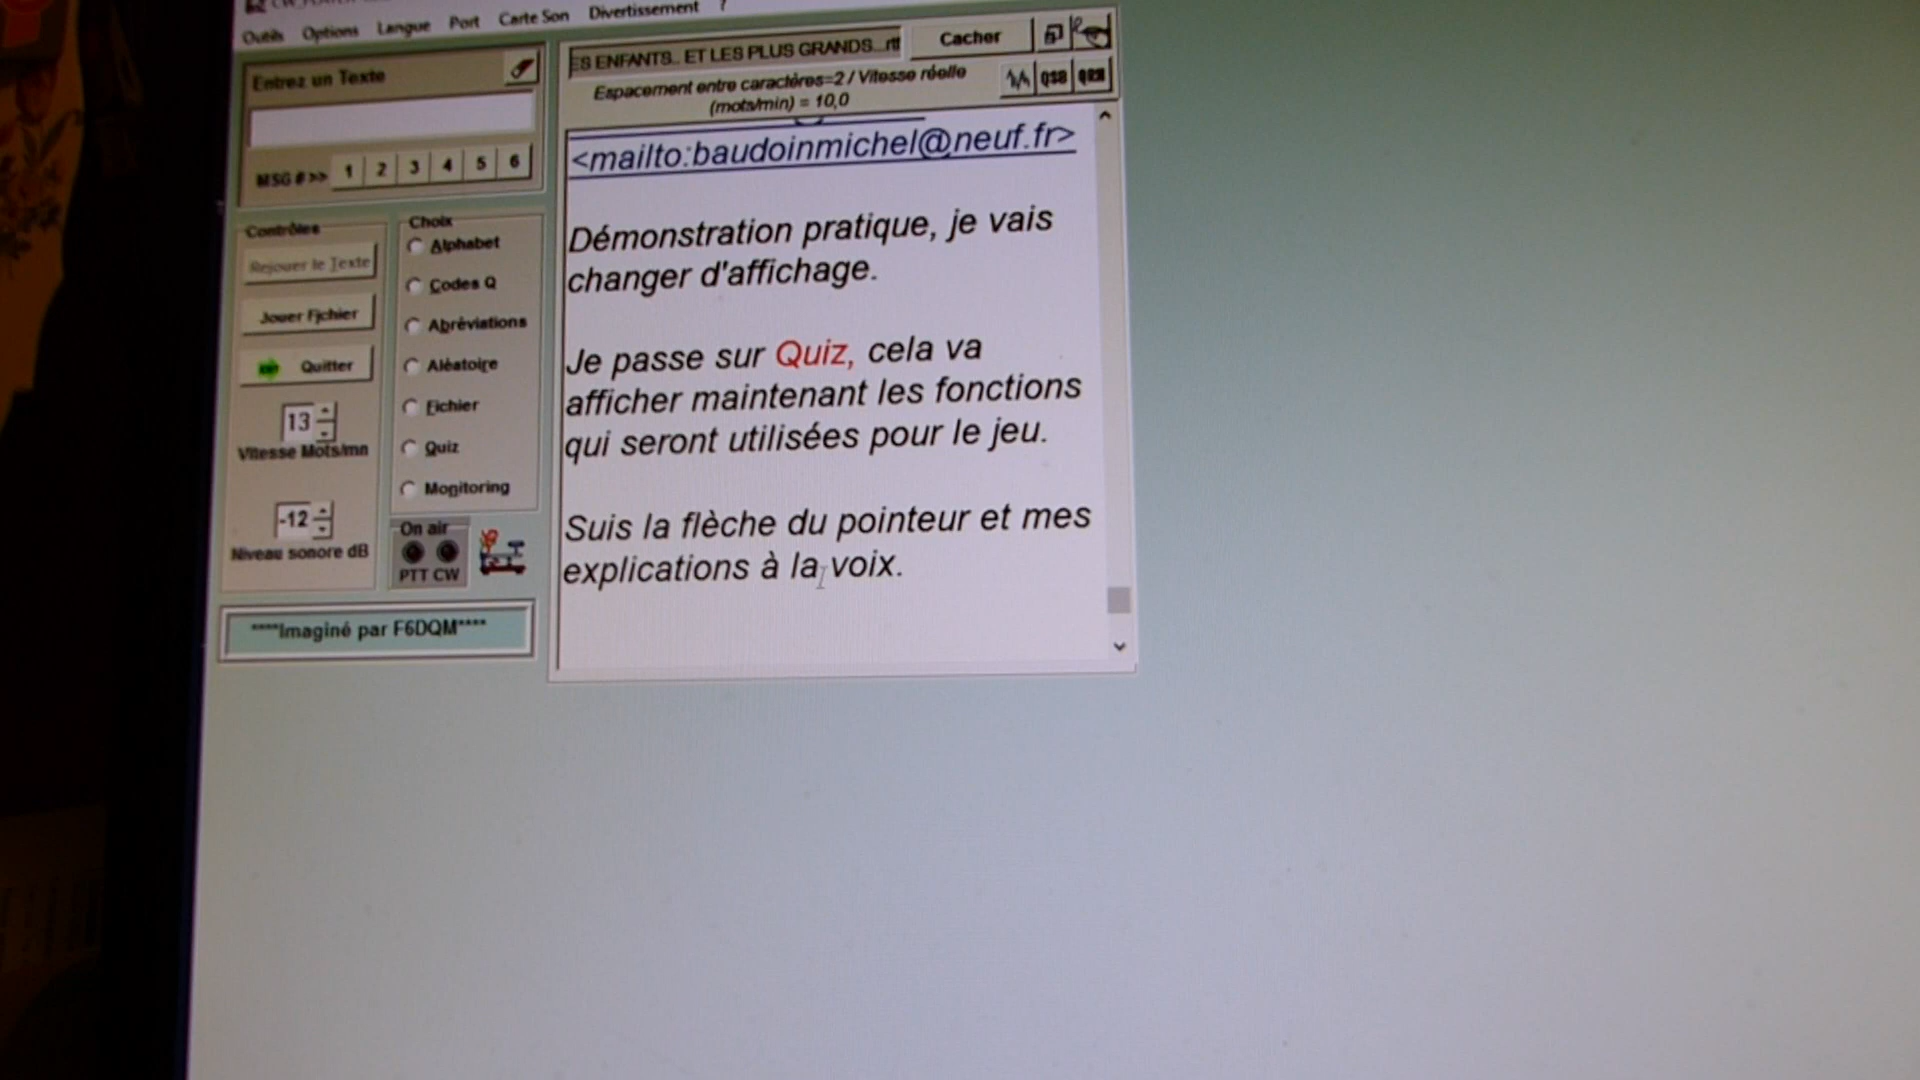 Outils Options Langue Port Carte Son Divertissement ?
Entrez un Texte
MSG # >> 1 2 3 4 5 6
Contrôles
Rejouer le Texte
Jouer Fichier
Quitter
13
Vitesse Mots/mn
-12
Niveau sonore dB
Choix
Alphabet
Codes Q
Abréviations
Aléatoire
Fichier
Quiz
Monitoring
On air
PTT CW
****Imaginé par F6DQM****
ES ENFANTS.. ET LES PLUS GRANDS...rtf
Cacher
Espacement entre caractères=2 / Vitesse réelle
(mots/min) = 10,0
QSB QRM
<mailto:baudoinmichel@neuf.fr>
Démonstration pratique, je vais
changer d'affichage.
Je passe sur Quiz, cela va
afficher maintenant les fonctions
qui seront utilisées pour le jeu.
Suis la flèche du pointeur et mes
explications à la voix.